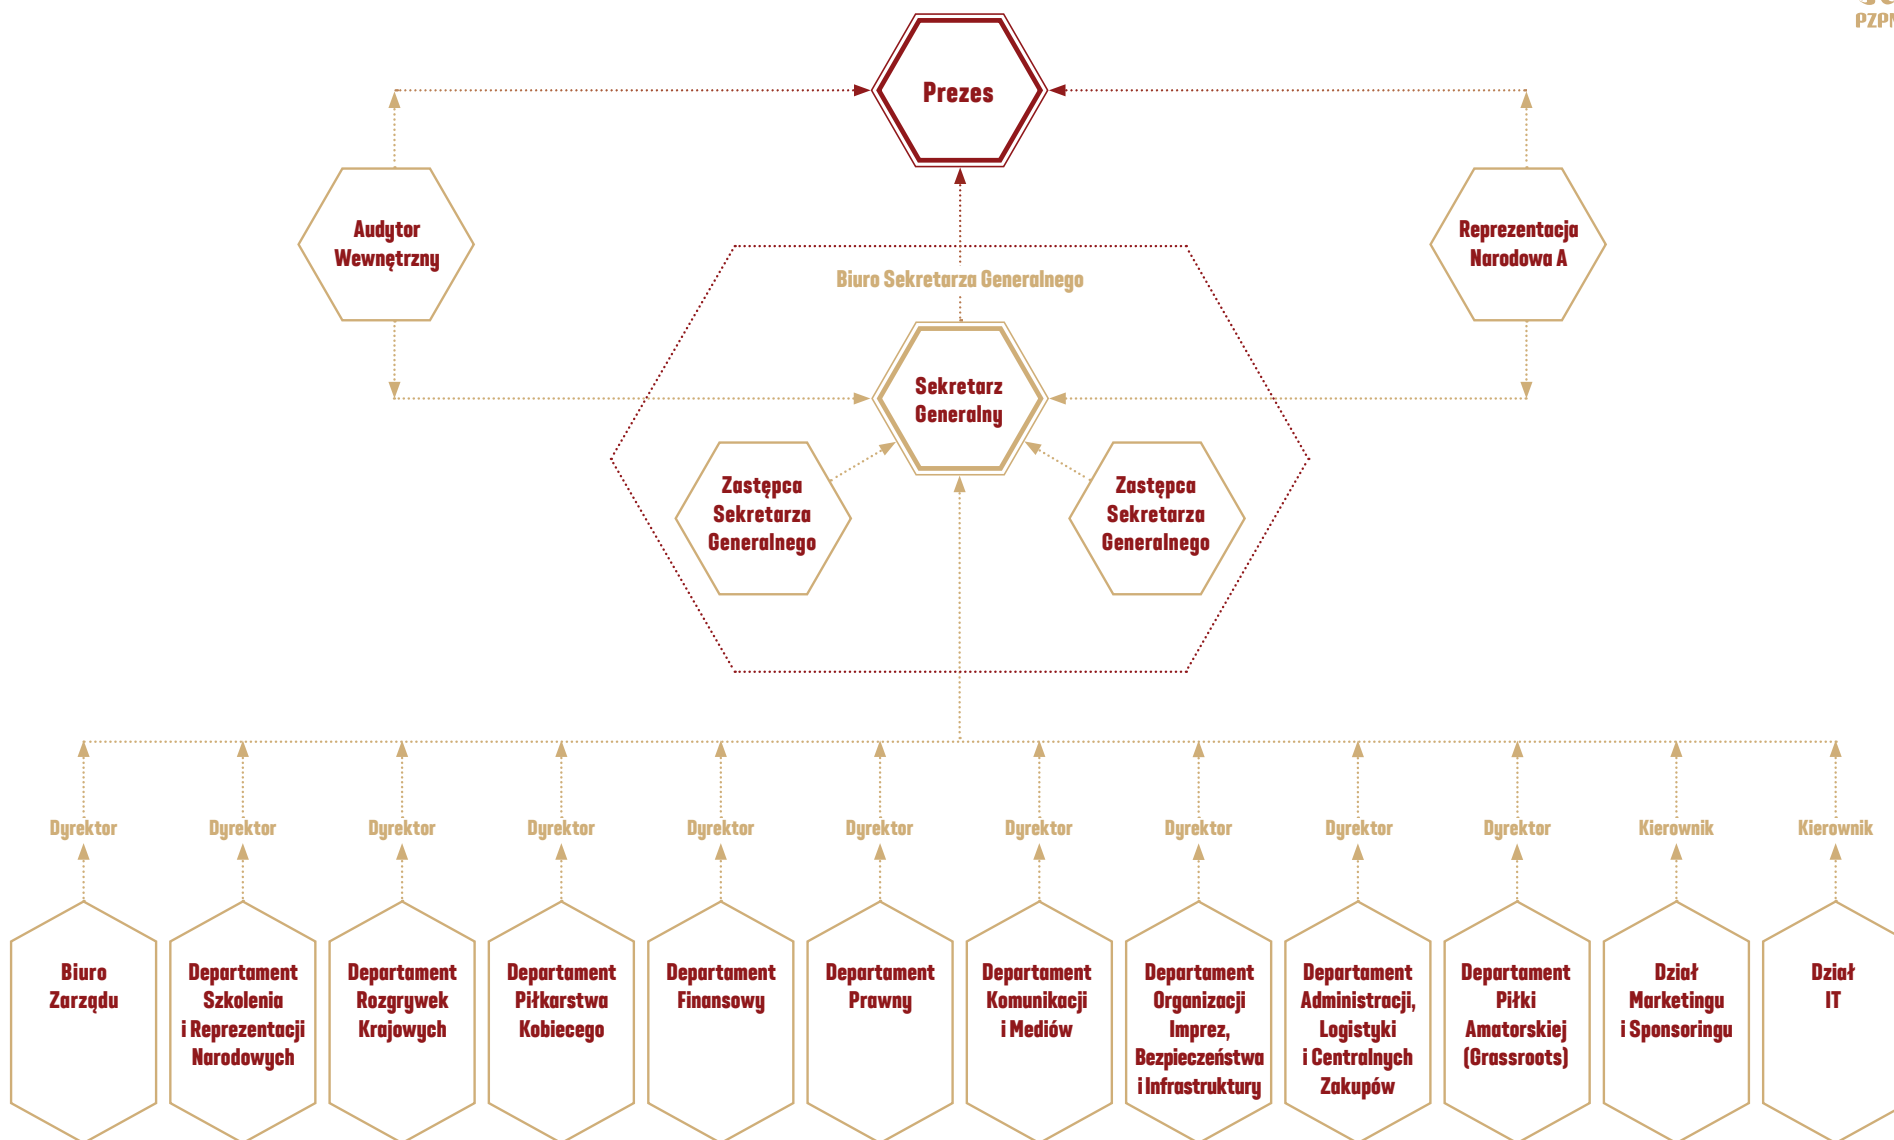 PZPN
Prezes
Audytor
Wewnętrzny
Reprezentacja
Narodowa A
Biuro Sekretarza Generalnego
Sekretarz
Generalny
Zastępca
Sekretarza
Generalnego
Zastępca
Sekretarza
Generalnego
Dyrektor
Dyrektor
Dyrektor
Dyrektor
Dyrektor
Dyrektor
Dyrektor
Dyrektor
Dyrektor
Dyrektor
Kierownik
Kierownik
Biuro
Zarządu
Departament
Szkolenia
i Reprezentacji
Narodowych
Departament
Rozgrywek
Krajowych
Departament
Piłkarstwa
Kobiecego
Departament
Finansowy
Departament
Prawny
Departament
Komunikacji
i Mediów
Departament
Organizacji
Imprez,
Bezpieczeństwa
i Infrastruktury
Departament
Administracji,
Logistyki
i Centralnych
Zakupów
Departament
Piłki
Amatorskiej
(Grassroots)
Dział
Marketingu
i Sponsoringu
Dział
IT